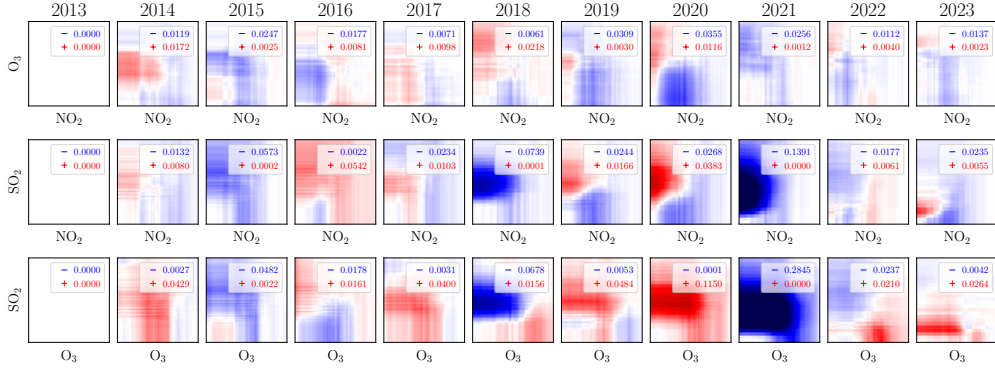 2013 2014 2015 2016 2017 2018 2019 2020 2021 2022 2023
− 0.0000 − 0.0119 − 0.0247 − 0.0177 − 0.0071 − 0.0061 − 0.0309 − 0.0355 − 0.0256 − 0.0112 − 0.0137
+ 0.0000 + 0.0172 + 0.0025 + 0.0081 + 0.0098 + 0.0218 + 0.0030 + 0.0116 + 0.0012 + 0.0040 + 0.0023
O₃
NO₂ NO₂ NO₂ NO₂ NO₂ NO₂ NO₂ NO₂ NO₂ NO₂ NO₂
− 0.0000 − 0.0132 − 0.0573 − 0.0022 − 0.0234 − 0.0739 − 0.0244 − 0.0268 − 0.1391 − 0.0177 − 0.0235
+ 0.0000 + 0.0080 + 0.0002 + 0.0542 + 0.0103 + 0.0001 + 0.0166 + 0.0383 + 0.0000 + 0.0061 + 0.0055
SO₂
NO₂ NO₂ NO₂ NO₂ NO₂ NO₂ NO₂ NO₂ NO₂ NO₂ NO₂
− 0.0000 − 0.0027 − 0.0482 − 0.0178 − 0.0031 − 0.0678 − 0.0053 − 0.0001 − 0.2845 − 0.0237 − 0.0042
+ 0.0000 + 0.0429 + 0.0022 + 0.0161 + 0.0400 + 0.0156 + 0.0484 + 0.1150 + 0.0000 + 0.0210 + 0.0264
SO₂
O₃ O₃ O₃ O₃ O₃ O₃ O₃ O₃ O₃ O₃ O₃